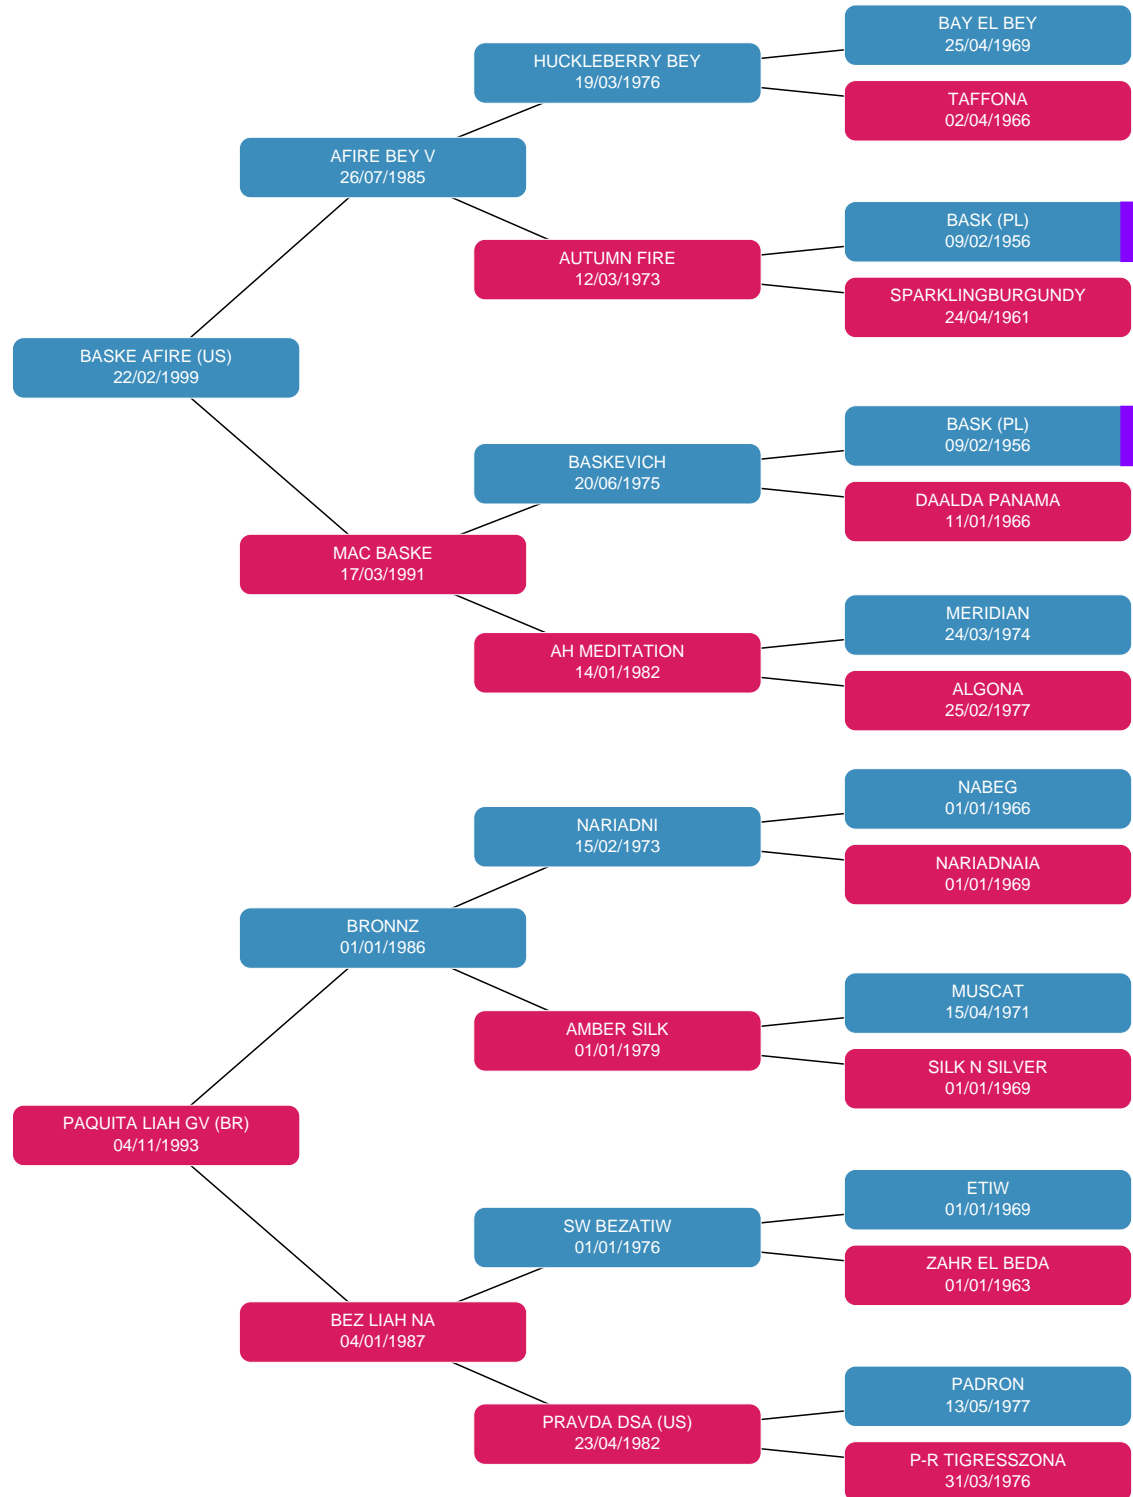 BAY EL BEY
25/04/1969
HUCKLEBERRY BEY
19/03/1976
TAFFONA
02/04/1966
AFIRE BEY V
26/07/1985
BASK (PL)
09/02/1956
AUTUMN FIRE
12/03/1973
SPARKLINGBURGUNDY
24/04/1961
BASKE AFIRE (US)
22/02/1999
BASK (PL)
09/02/1956
BASKEVICH
20/06/1975
DAALDA PANAMA
11/01/1966
MAC BASKE
17/03/1991
MERIDIAN
24/03/1974
AH MEDITATION
14/01/1982
ALGONA
25/02/1977
NABEG
01/01/1966
NARIADNI
15/02/1973
NARIADNAIA
01/01/1969
BRONNZ
01/01/1986
MUSCAT
15/04/1971
AMBER SILK
01/01/1979
SILK N SILVER
01/01/1969
PAQUITA LIAH GV (BR)
04/11/1993
ETIW
01/01/1969
SW BEZATIW
01/01/1976
ZAHR EL BEDA
01/01/1963
BEZ LIAH NA
04/01/1987
PADRON
13/05/1977
PRAVDA DSA (US)
23/04/1982
P-R TIGRESSZONA
31/03/1976